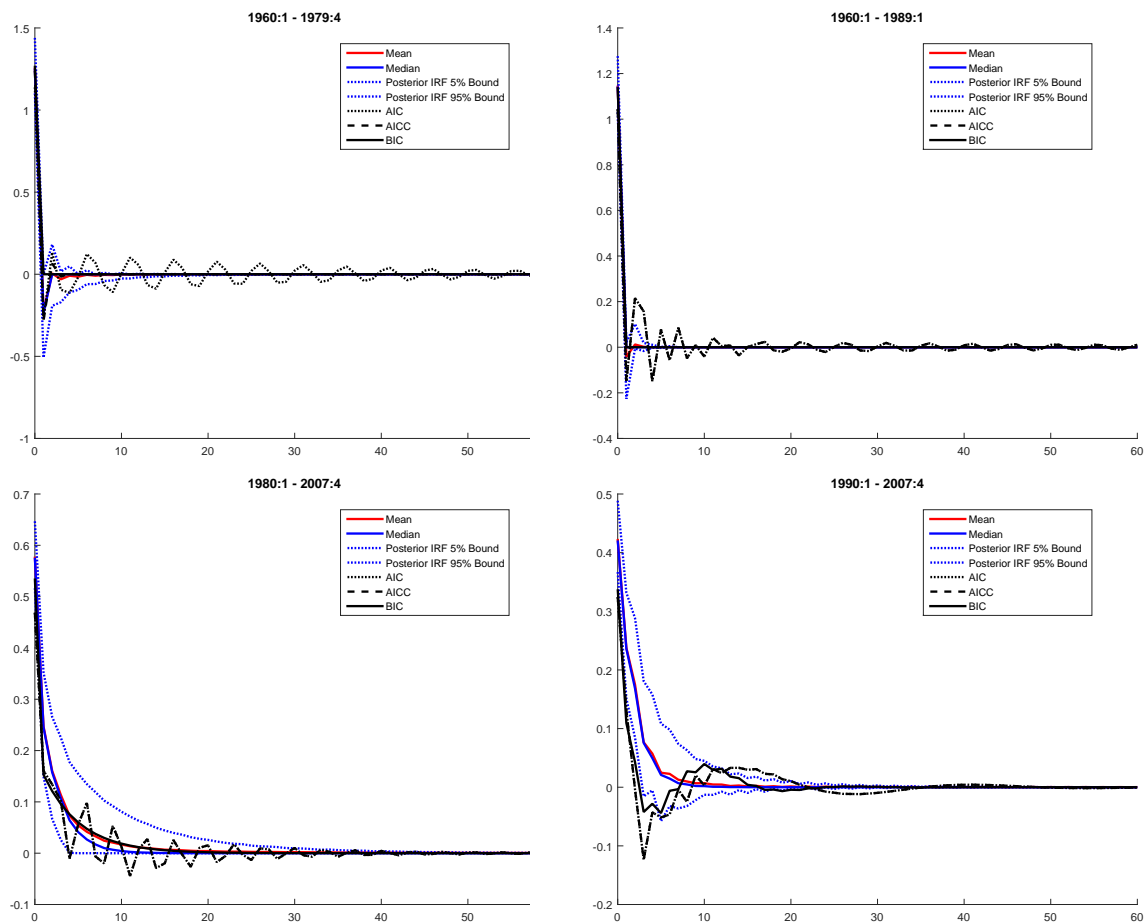 1960:1 - 1979:4
1.5
1
0.5
0
-0.5
-1
0
10
20
30
40
50
Mean
Median
Posterior IRF 5% Bound
Posterior IRF 95% Bound
AIC
AICC
BIC
1960:1 - 1989:1
1.4
1.2
1
0.8
0.6
0.4
0.2
0
-0.2
-0.4
0
10
20
30
40
50
60
Mean
Median
Posterior IRF 5% Bound
Posterior IRF 95% Bound
AIC
AICC
BIC
1980:1 - 2007:4
0.7
0.6
0.5
0.4
0.3
0.2
0.1
0
-0.1
0
10
20
30
40
50
Mean
Median
Posterior IRF 5% Bound
Posterior IRF 95% Bound
AIC
AICC
BIC
1990:1 - 2007:4
0.5
0.4
0.3
0.2
0.1
0
-0.1
-0.2
0
10
20
30
40
50
60
Mean
Median
Posterior IRF 5% Bound
Posterior IRF 95% Bound
AIC
AICC
BIC